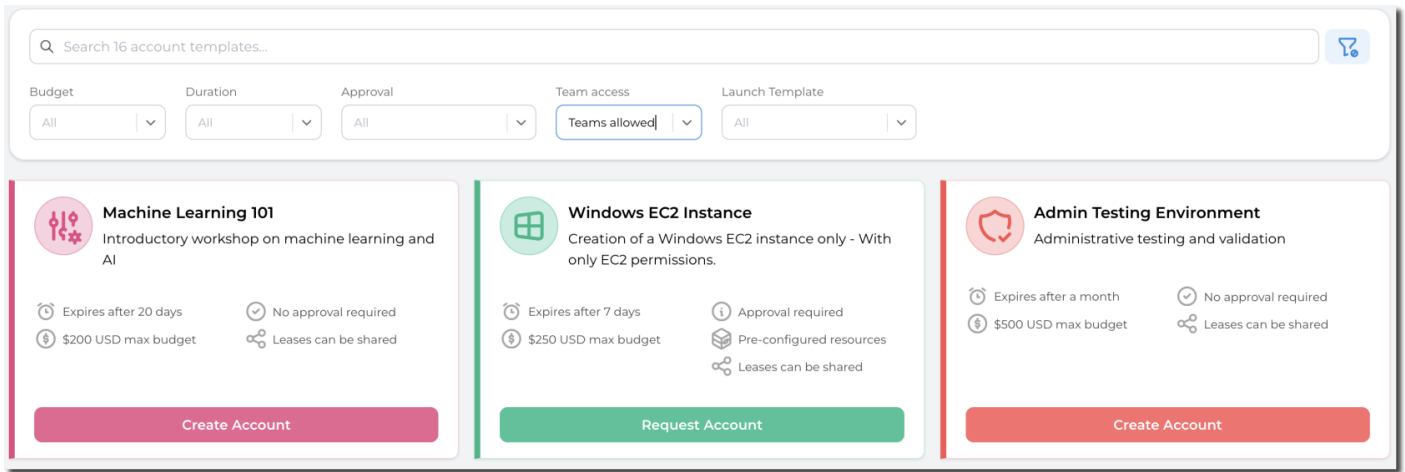 Search 16 account templates...
Budget
Duration
Approval
Team access
Launch Template
All
All
All
Teams allowed
All
Machine Learning 101
Introductory workshop on machine learning and
AI
Expires after 20 days
No approval required
$200 USD max budget
Leases can be shared
Create Account
Windows EC2 Instance
Creation of a Windows EC2 instance only - With
only EC2 permissions.
Expires after 7 days
Approval required
$250 USD max budget
Pre-configured resources
Leases can be shared
Request Account
Admin Testing Environment
Administrative testing and validation
Expires after a month
No approval required
$500 USD max budget
Leases can be shared
Create Account